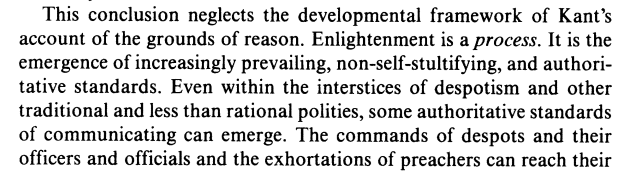 This conclusion neglects the developmental framework of Kant's
account of the grounds of reason. Enlightenment is a process. It is the
emergence of increasingly prevailing, non-self-stultifying, and authori-
tative standards. Even within the interstices of despotism and other
traditional and less than rational polities, some authoritative standards
of communicating can emerge. The commands of despots and their
officers and officials and the exhortations of preachers can reach their